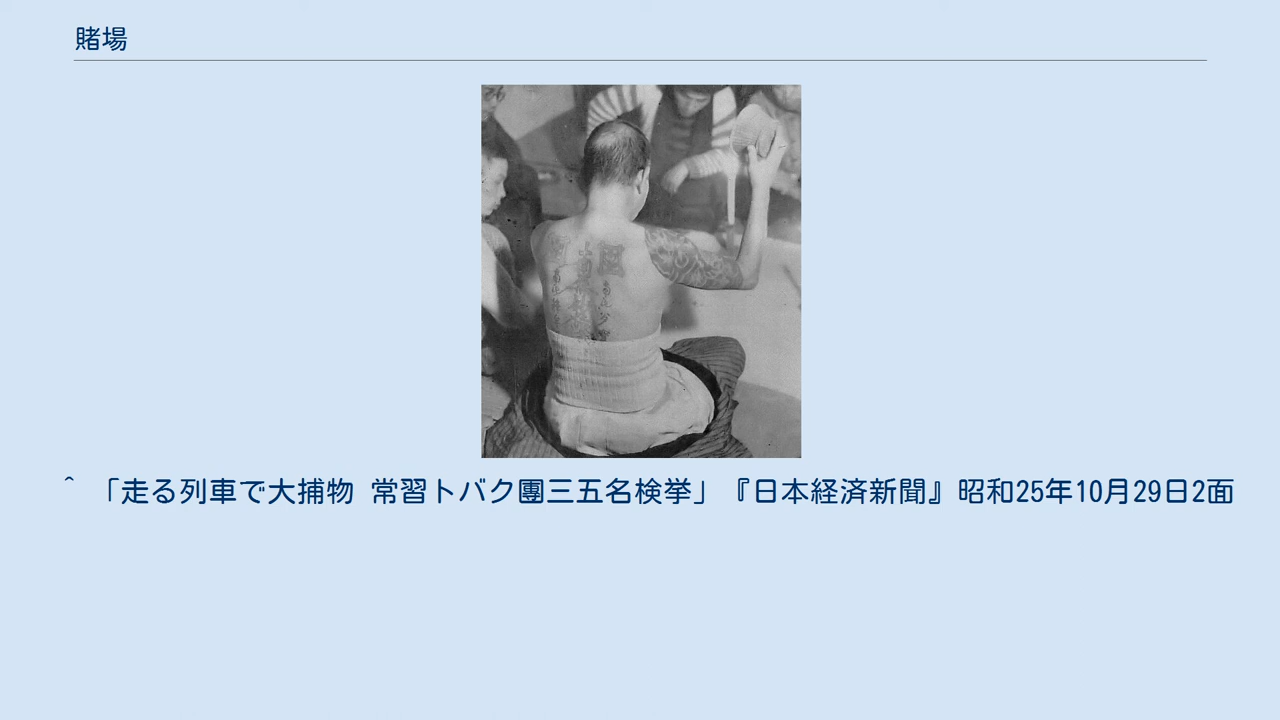 賭場
^ 「走る列車で大捕物 常習トバク團三五名検挙」『日本経済新聞』昭和25年10月29日2面